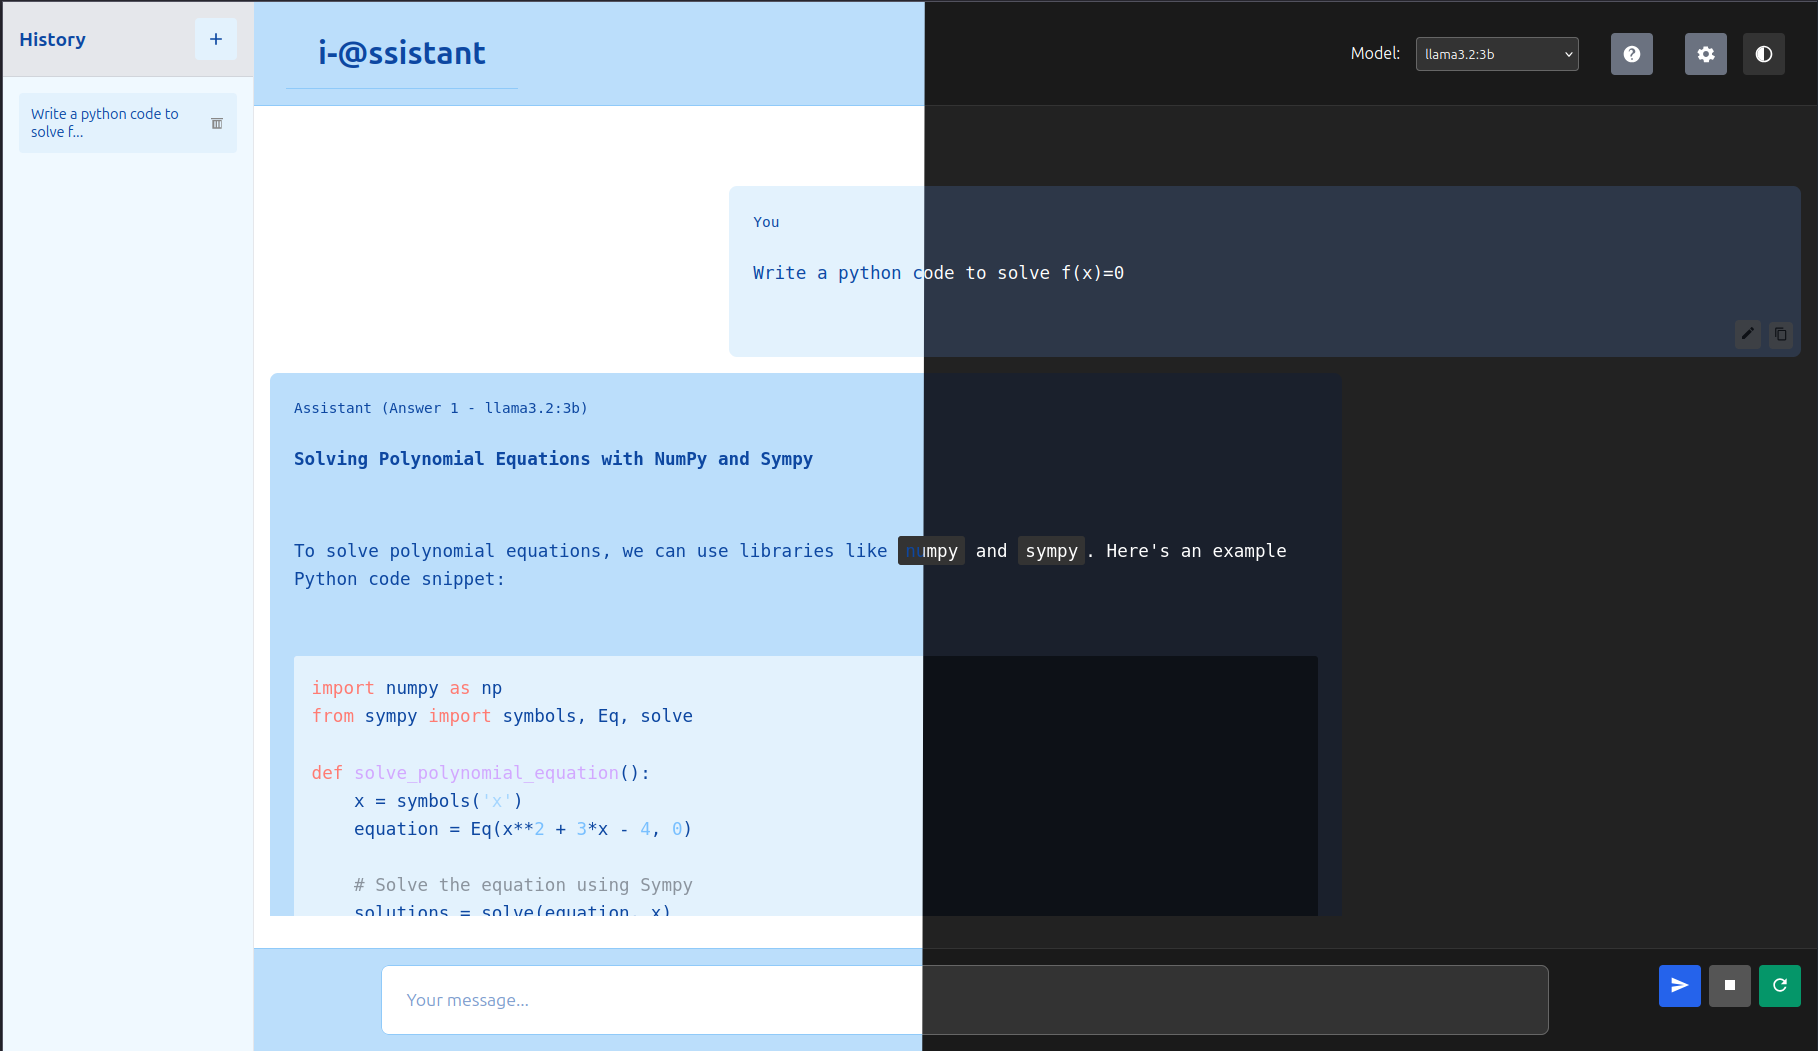 History
+
i-@ssistant
Model:
llama3.2:3b
Write a python code to
solve f...
You
Write a python code to solve f(x)=0
Assistant (Answer 1 - llama3.2:3b)
Solving Polynomial Equations with NumPy and Sympy
To solve polynomial equations, we can use libraries like numpy and sympy. Here's an example
Python code snippet:
import numpy as np
from sympy import symbols, Eq, solve
def solve_polynomial_equation():
    x = symbols('x')
    equation = Eq(x**2 + 3*x - 4, 0)
    # Solve the equation using Sympy
    solutions = solve(equation, x)
Your message...